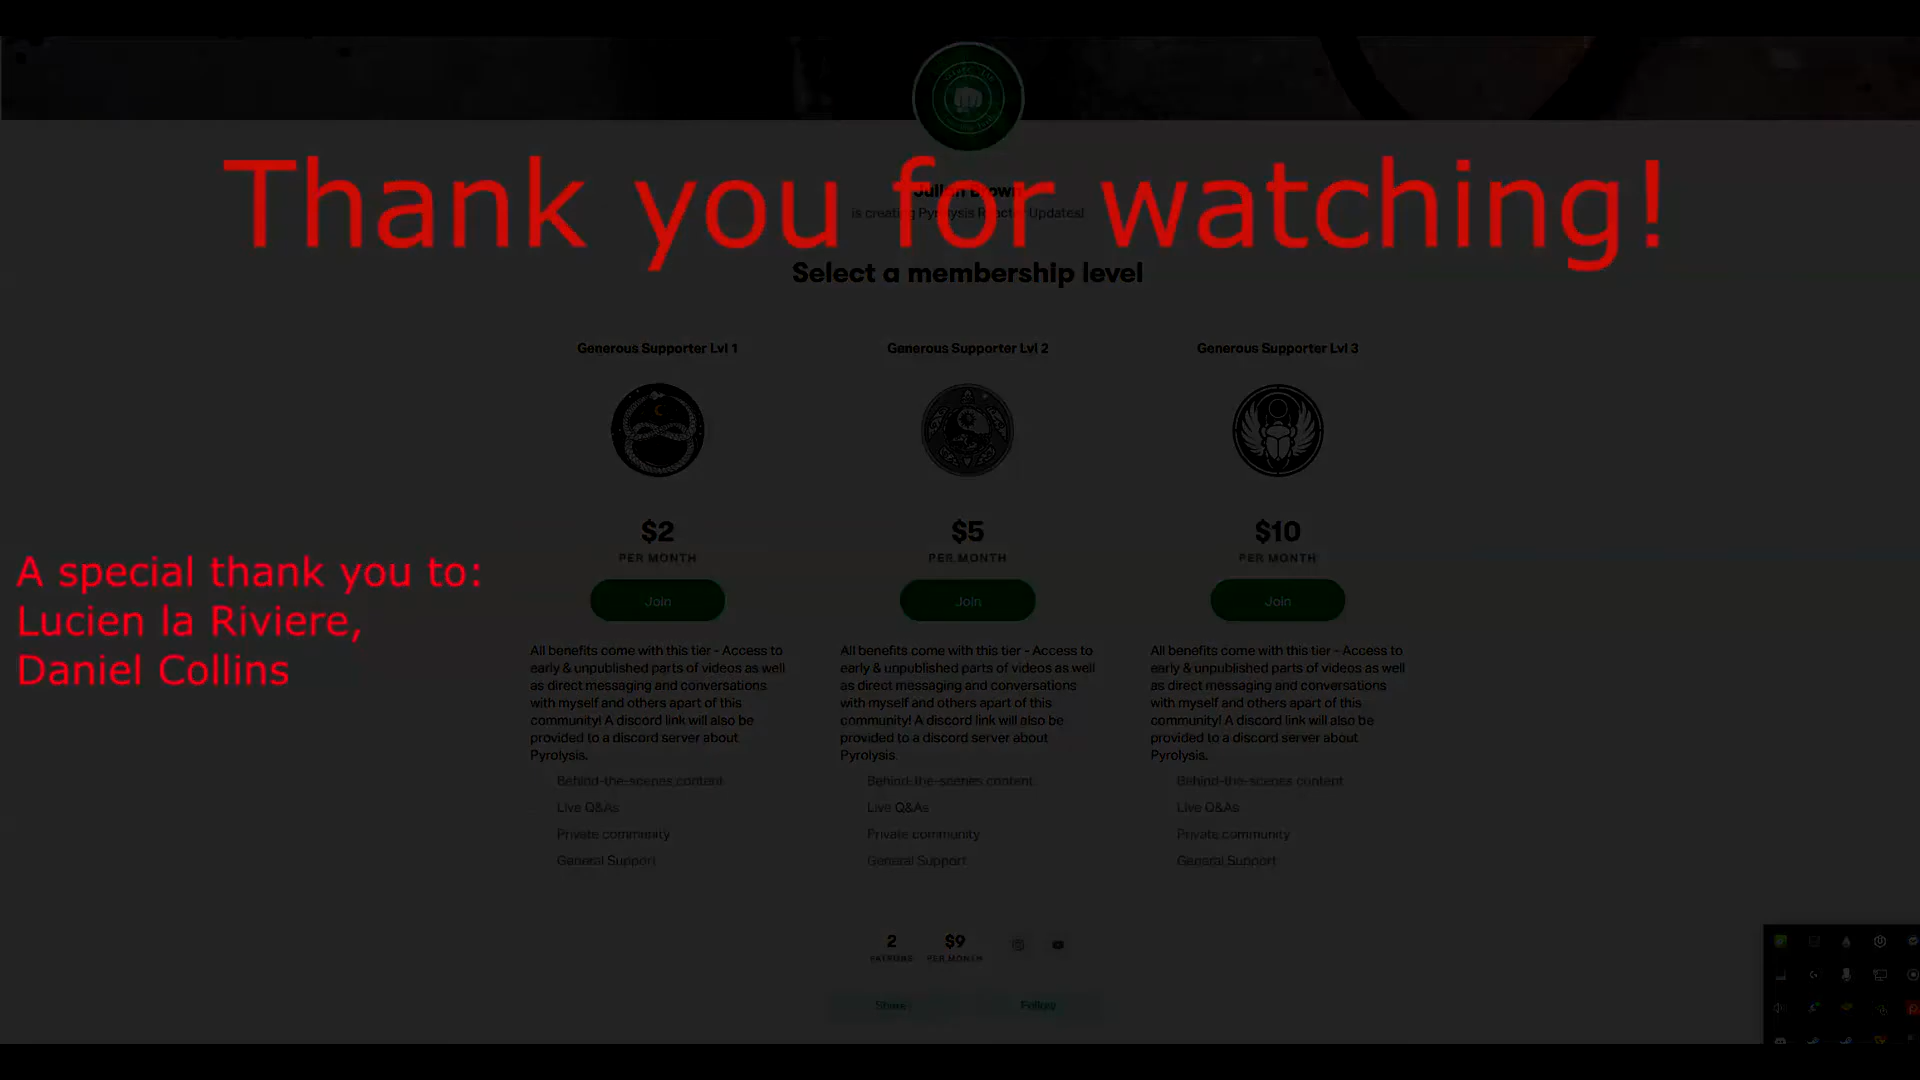 Thank you for watching!
Julian Brown
is creating Pyrolysis Reactor Updates!
Select a membership level
Generous Supporter Lvl 1
$2
PER MONTH
Join
All benefits come with this tier - Access to
early & unpublished parts of videos as well
as direct messaging and conversations
with myself and others apart of this
community! A discord link will also be
provided to a discord server about
Pyrolysis.
Behind-the-scenes content
Live Q&As
Private community
General Support
Generous Supporter Lvl 2
$5
PER MONTH
Join
All benefits come with this tier - Access to
early & unpublished parts of videos as well
as direct messaging and conversations
with myself and others apart of this
community! A discord link will also be
provided to a discord server about
Pyrolysis.
Behind-the-scenes content
Live Q&As
Private community
General Support
Generous Supporter Lvl 3
$10
PER MONTH
Join
All benefits come with this tier - Access to
early & unpublished parts of videos as well
as direct messaging and conversations
with myself and others apart of this
community! A discord link will also be
provided to a discord server about
Pyrolysis.
Behind-the-scenes content
Live Q&As
Private community
General Support
A special thank you to:
Lucien la Riviere,
Daniel Collins
2
PATRONS
$9
PER MONTH
Share
Follow